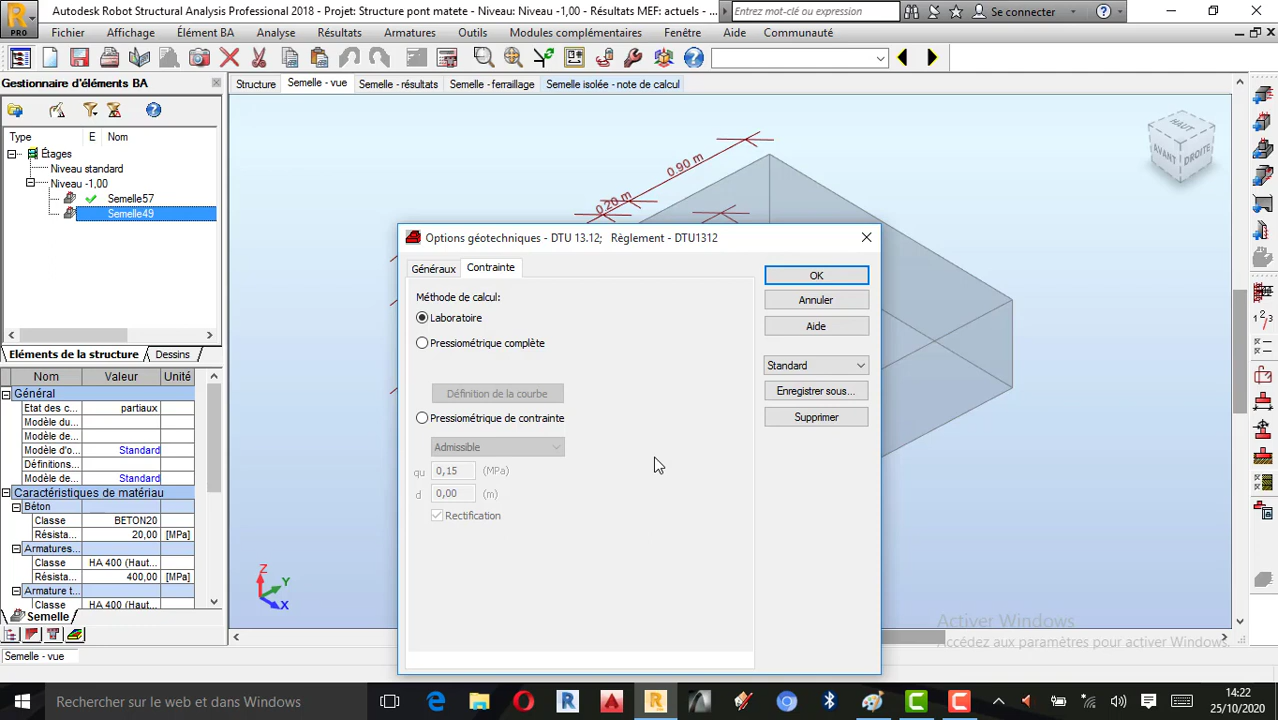 Autodesk Robot Structural Analysis Professional 2018 - Projet: Structure pont matete - Niveau: Niveau -1,00 - Résultats MEF: actuels - ...
Entrez mot-clé ou expression
Se connecter
PRO
Fichier Affichage Élément BA Analyse Résultats Armatures Outils Modules complémentaires Fenêtre Aide Communauté
Gestionnaire d'éléments BA
Structure Semelle - vue Semelle - résultats Semelle - ferraillage Semelle isolée - note de calcul
Type E Nom
Étages
Niveau standard
Niveau -1,00
Semelle57
Semelle49
0.90 m
0.20 m
HAUT
AVANT DROITE
Options géotechniques - DTU 13.12; Règlement - DTU1312
Généraux Contrainte
Méthode de calcul:
Laboratoire
Pressiométrique complète
Définition de la courbe
Pressiométrique de contrainte
Admissible
qu 0,15 (MPa)
d 0,00 (m)
Rectification
OK
Annuler
Aide
Standard
Enregistrer sous...
Supprimer
Eléments de la structure Dessins
Nom Valeur Unité
Général
Etat des c... partiaux
Modèle du...
Modèle de...
Modèle d'o... Standard
Définitions...
Modèle de... Standard
Caractéristiques de matériau
Béton
Classe BETON20
Résista... 20,00 [MPa]
Armatures...
Classe HA 400 (Haut...
Résista... 400,00 [MPa]
Armature t...
Classe HA 400 (Haut...
Semelle
Semelle - vue
Z
Y
X
Activer Windows
Accédez aux paramètres pour activer Windows.
Rechercher sur le web et dans Windows
14:22
25/10/2020